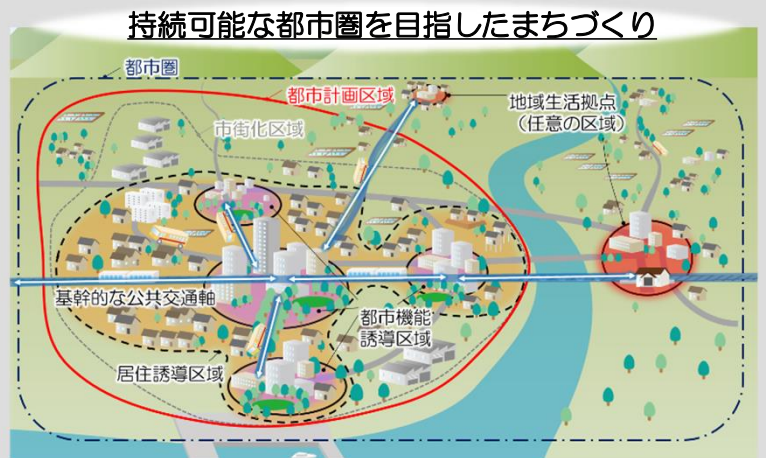 持続可能な都市圏を目指したまちづくり
都市圏
都市計画区域
地域生活拠点
（任意の区域）
市街化区域
基幹的な公共交通軸
都市機能
誘導区域
居住誘導区域